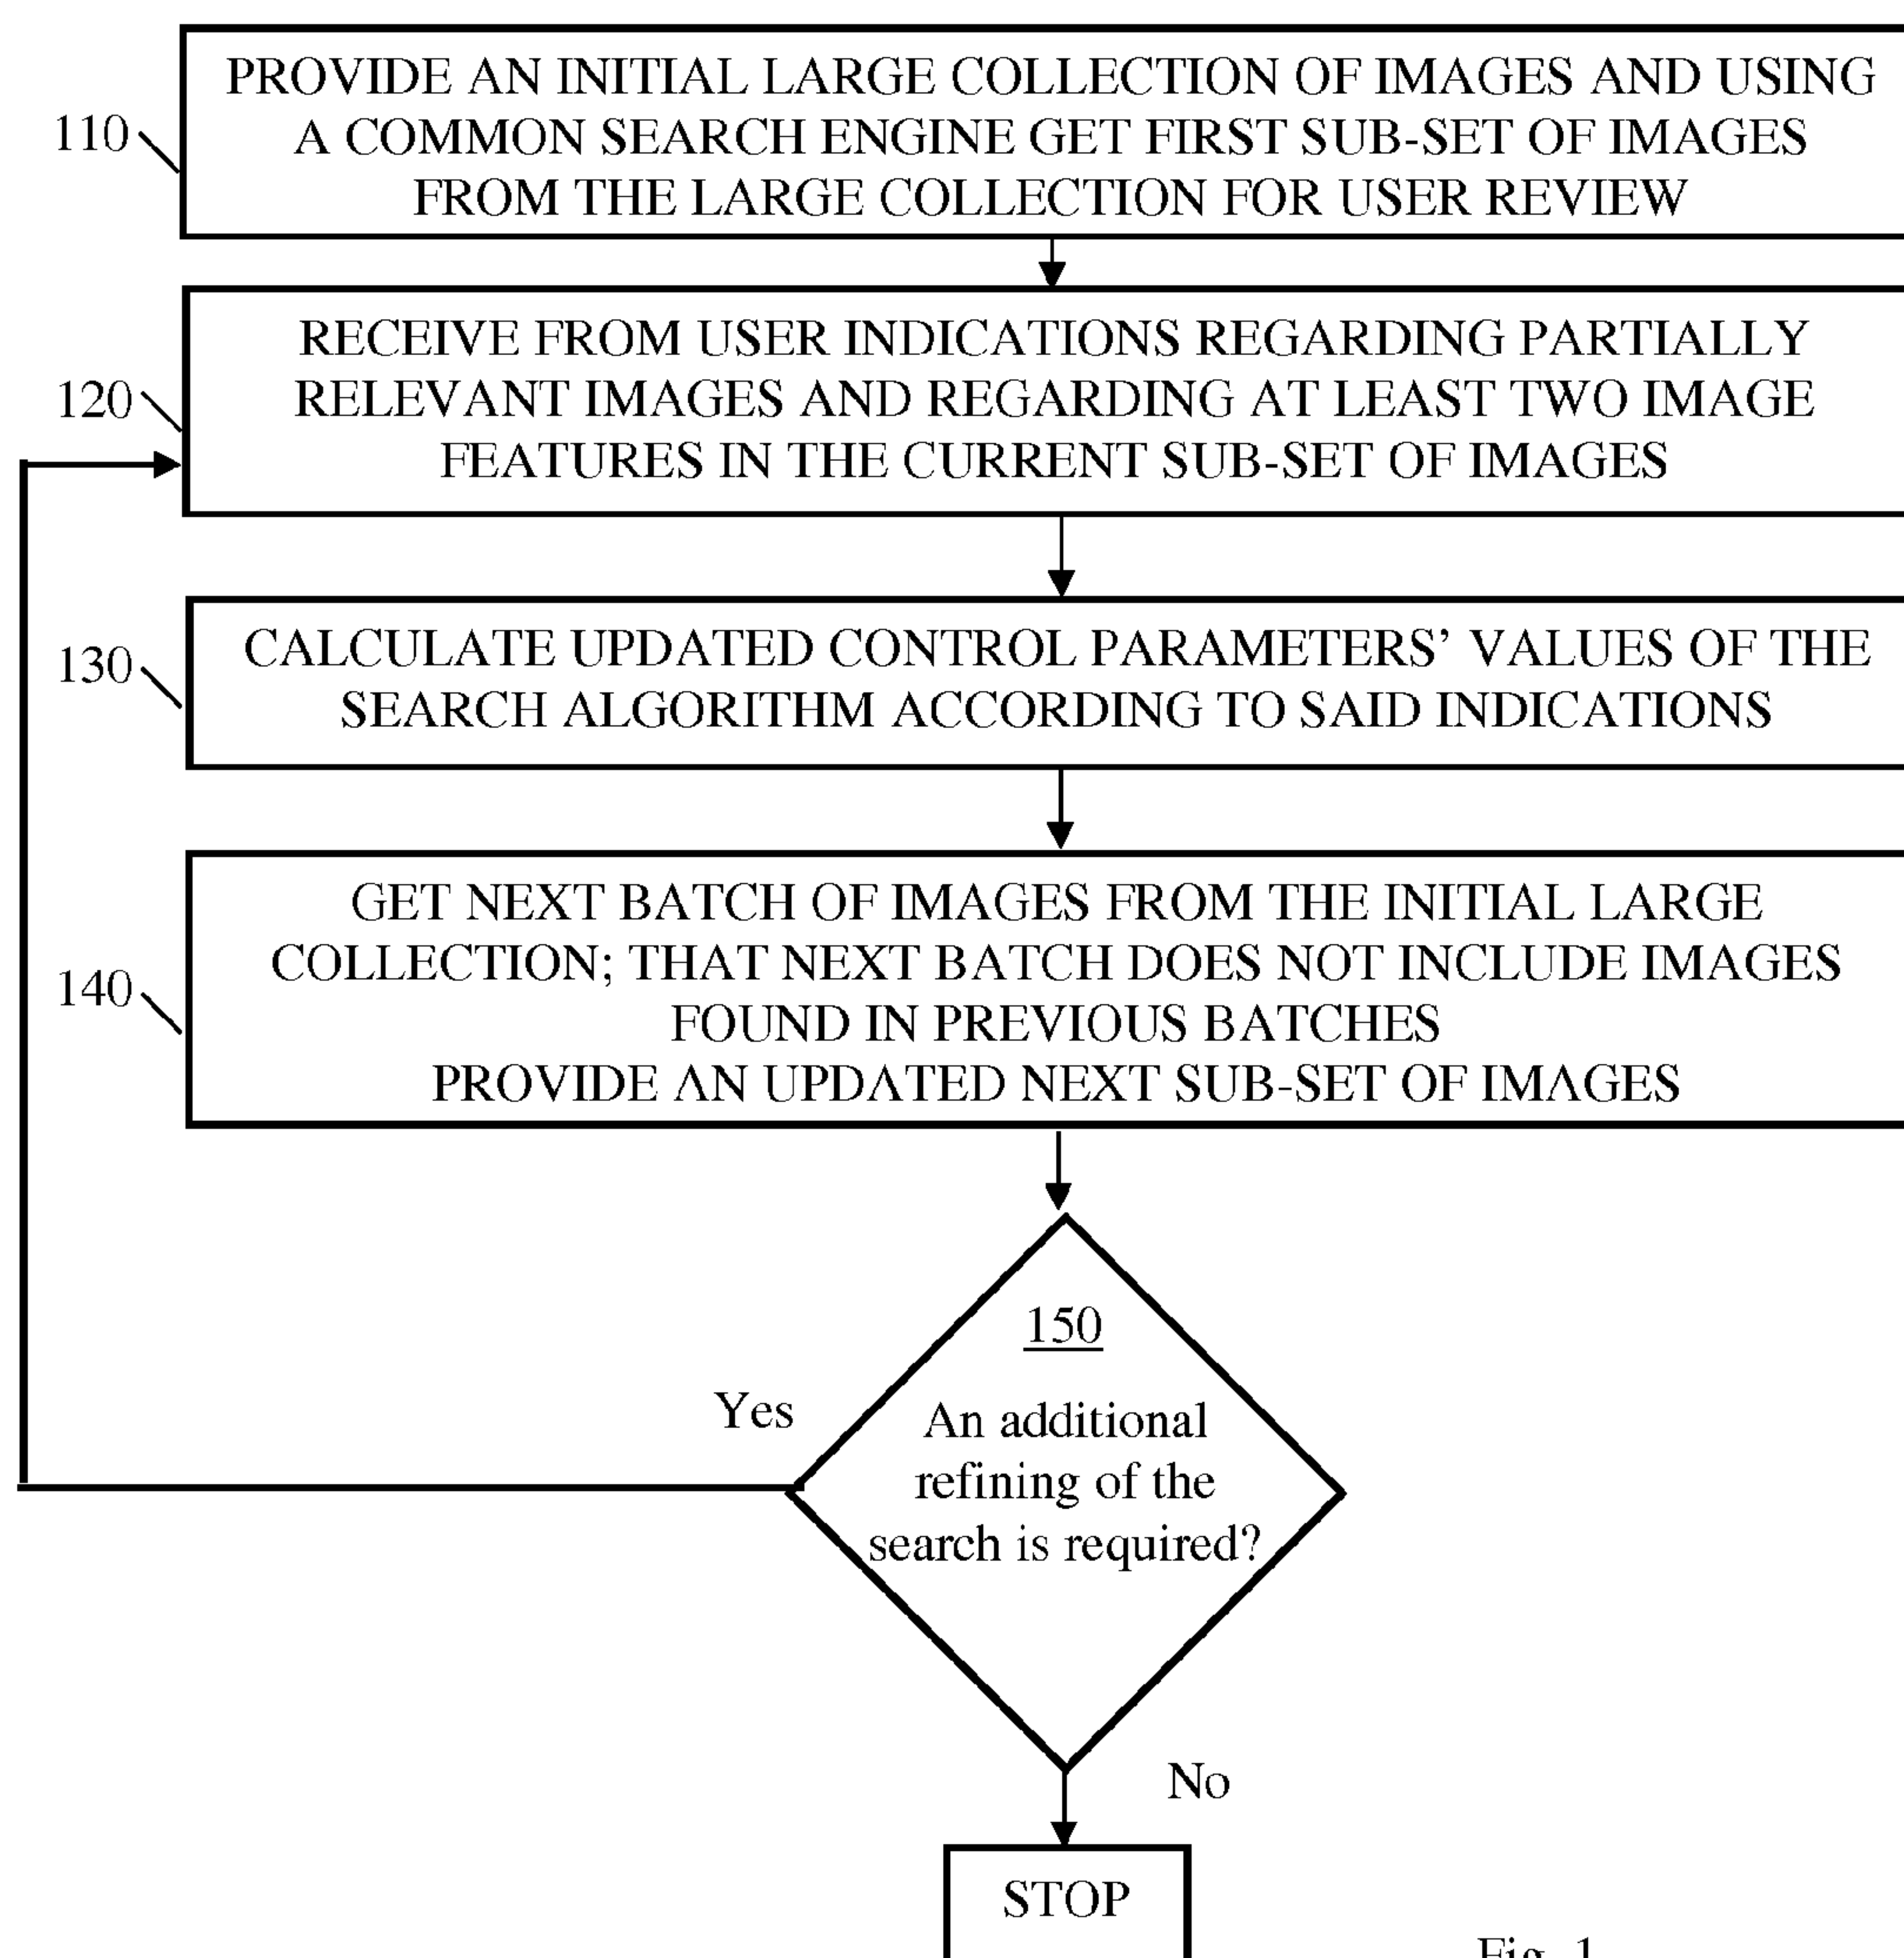 PROVIDE AN INITIAL LARGE COLLECTION OF IMAGES AND USING
A COMMON SEARCH ENGINE GET FIRST SUB-SET OF IMAGES
FROM THE LARGE COLLECTION FOR USER REVIEW
110
RECEIVE FROM USER INDICATIONS REGARDING PARTIALLY
RELEVANT IMAGES AND REGARDING AT LEAST TWO IMAGE
FEATURES IN THE CURRENT SUB-SET OF IMAGES
120
CALCULATE UPDATED CONTROL PARAMETERS’ VALUES OF THE
SEARCH ALGORITHM ACCORDING TO SAID INDICATIONS
130
GET NEXT BATCH OF IMAGES FROM THE INITIAL LARGE
COLLECTION; THAT NEXT BATCH DOES NOT INCLUDE IMAGES
FOUND IN PREVIOUS BATCHES
PROVIDE AN UPDATED NEXT SUB-SET OF IMAGES
140
150
An additional
refining of the
search is required?
Yes
No
STOP
Fig. 1